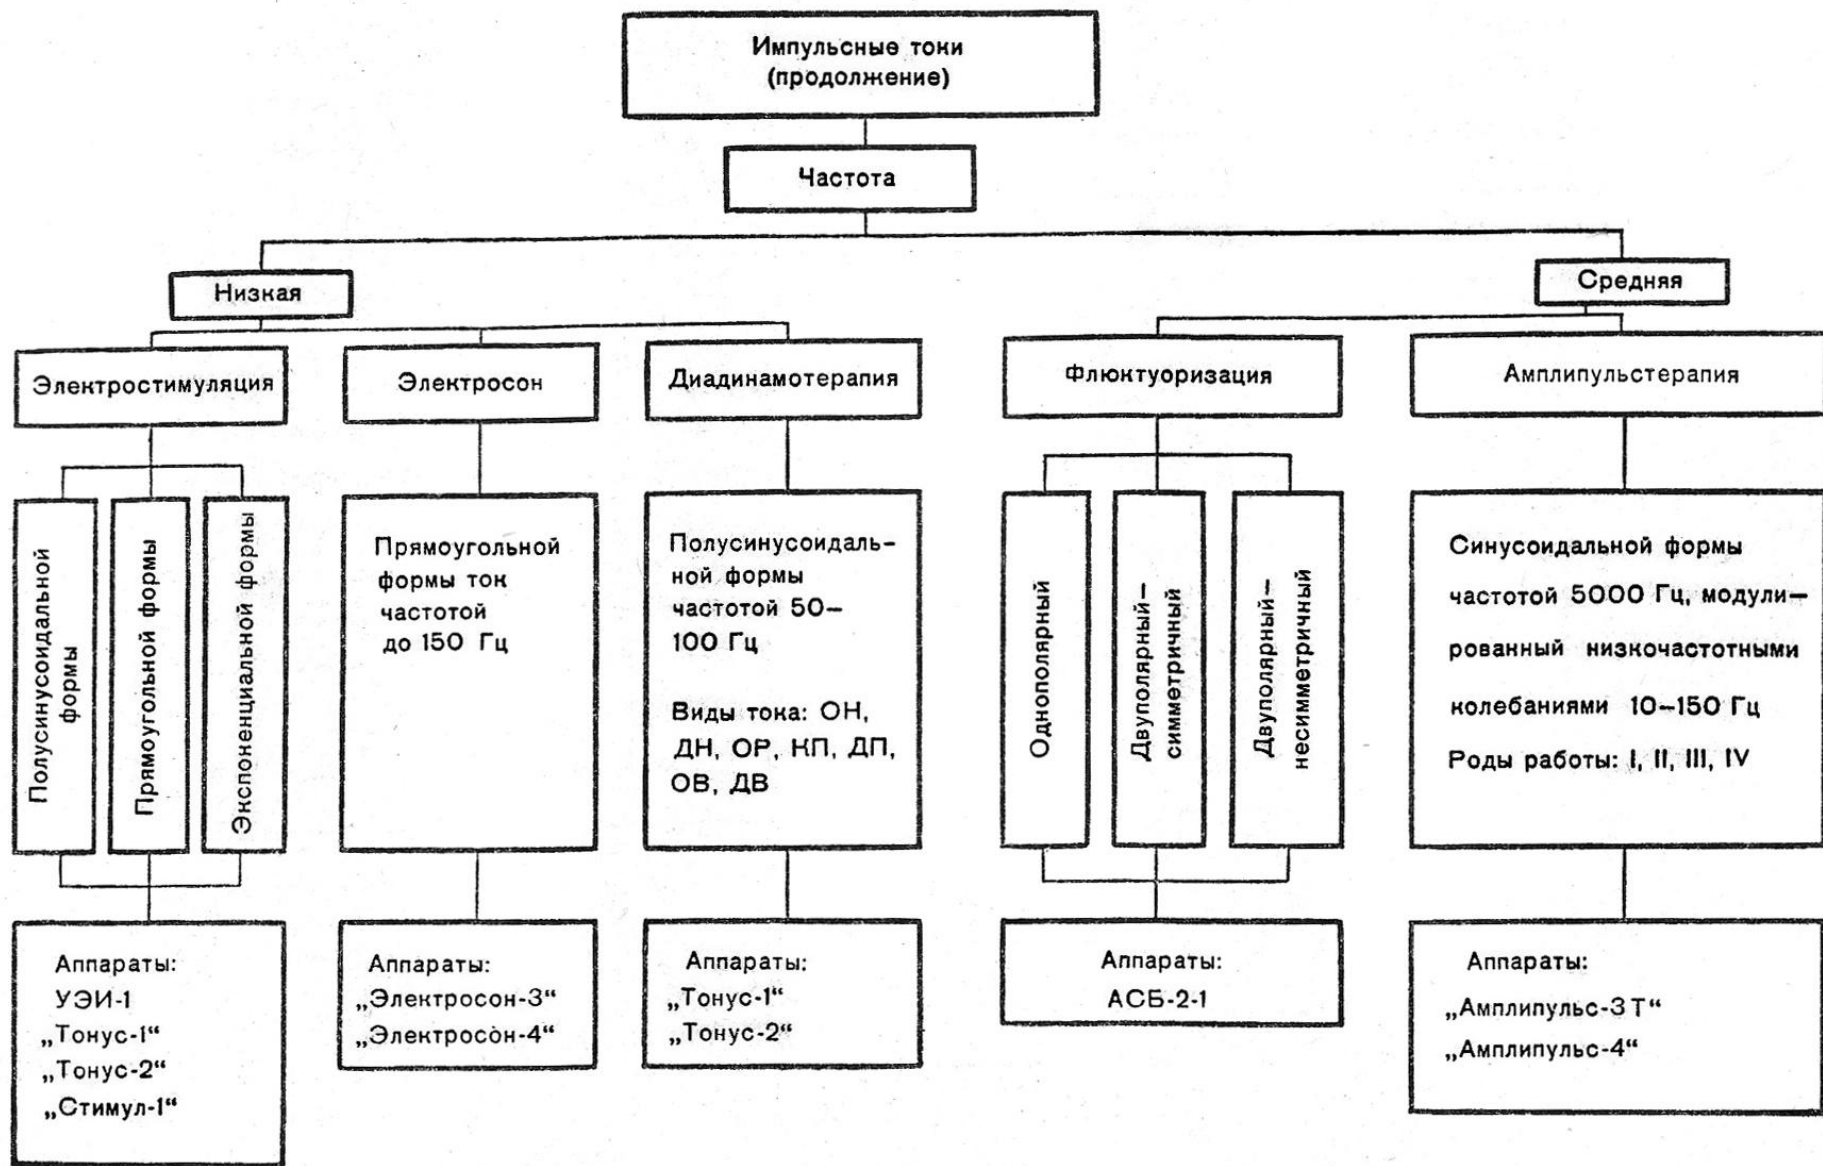 Импульсные токи
(продолжение)
Частота
Низкая
Средняя
Электростимуляция
Электросон
Диадинамотерапия
Флюктуоризация
Амплипульстерапия
Полусинусоидальной
формы
Прямоугольной формы
Экспоненциальной формы
Прямоугольной
формы ток
частотой
до 150 Гц
Полусинусоидаль-
ной формы
частотой 50–
100 Гц
Виды тока: ОН,
ДН, ОР, КП, ДП,
ОВ, ДВ
Однополярный
Двуполярный–
симметричный
Двуполярный–
несимметричный
Синусоидальной формы
частотой 5000 Гц, модули–
рованный низкочастотными
колебаниями 10–150 Гц
Роды работы: I, II, III, IV
Аппараты:
УЭИ-1
„Тонус-1“
„Тонус-2“
„Стимул-1“
Аппараты:
„Электросон-3“
„Электросон-4“
Аппараты:
„Тонус-1“
„Тонус-2“
Аппараты:
АСБ-2-1
Аппараты:
„Амплипульс-3Т“
„Амплипульс-4“